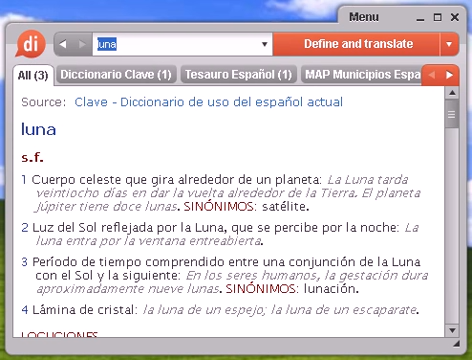 Menu
di
luna
Define and translate
All (3)
Diccionario Clave (1)
Tesauro Español (1)
MAP Municipios Espa
Source: Clave - Diccionario de uso del español actual
luna
s.f.
1 Cuerpo celeste que gira alrededor de un planeta: La Luna tarda
veintiocho días en dar la vuelta alrededor de la Tierra. El planeta
Júpiter tiene doce lunas. SINÓNIMOS: satélite.
2 Luz del Sol reflejada por la Luna, que se percibe por la noche: La
luna entra por la ventana entreabierta.
3 Período de tiempo comprendido entre una conjunción de la Luna
con el Sol y la siguiente: En los seres humanos, la gestación dura
aproximadamente nueve lunas. SINÓNIMOS: lunación.
4 Lámina de cristal: la luna de un espejo; la luna de un escaparate.
LOCUCIONES